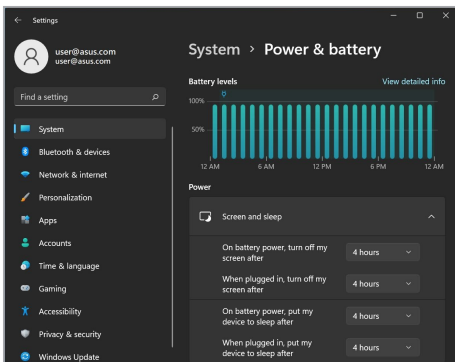 Settings
user@asus.com
user@asus.com
Find a setting
System
Bluetooth & devices
Network & internet
Personalization
Apps
Accounts
Time & language
Gaming
Accessibility
Privacy & security
Windows Update
System > Power & battery
Battery levels
View detailed info
100%
50%
12 AM
6 AM
12 PM
6 PM
12 AM
Power
Screen and sleep
On battery power, turn off my
screen after
4 hours
When plugged in, turn off my
screen after
4 hours
On battery power, put my
device to sleep after
4 hours
When plugged in, put my
device to sleep after
4 hours